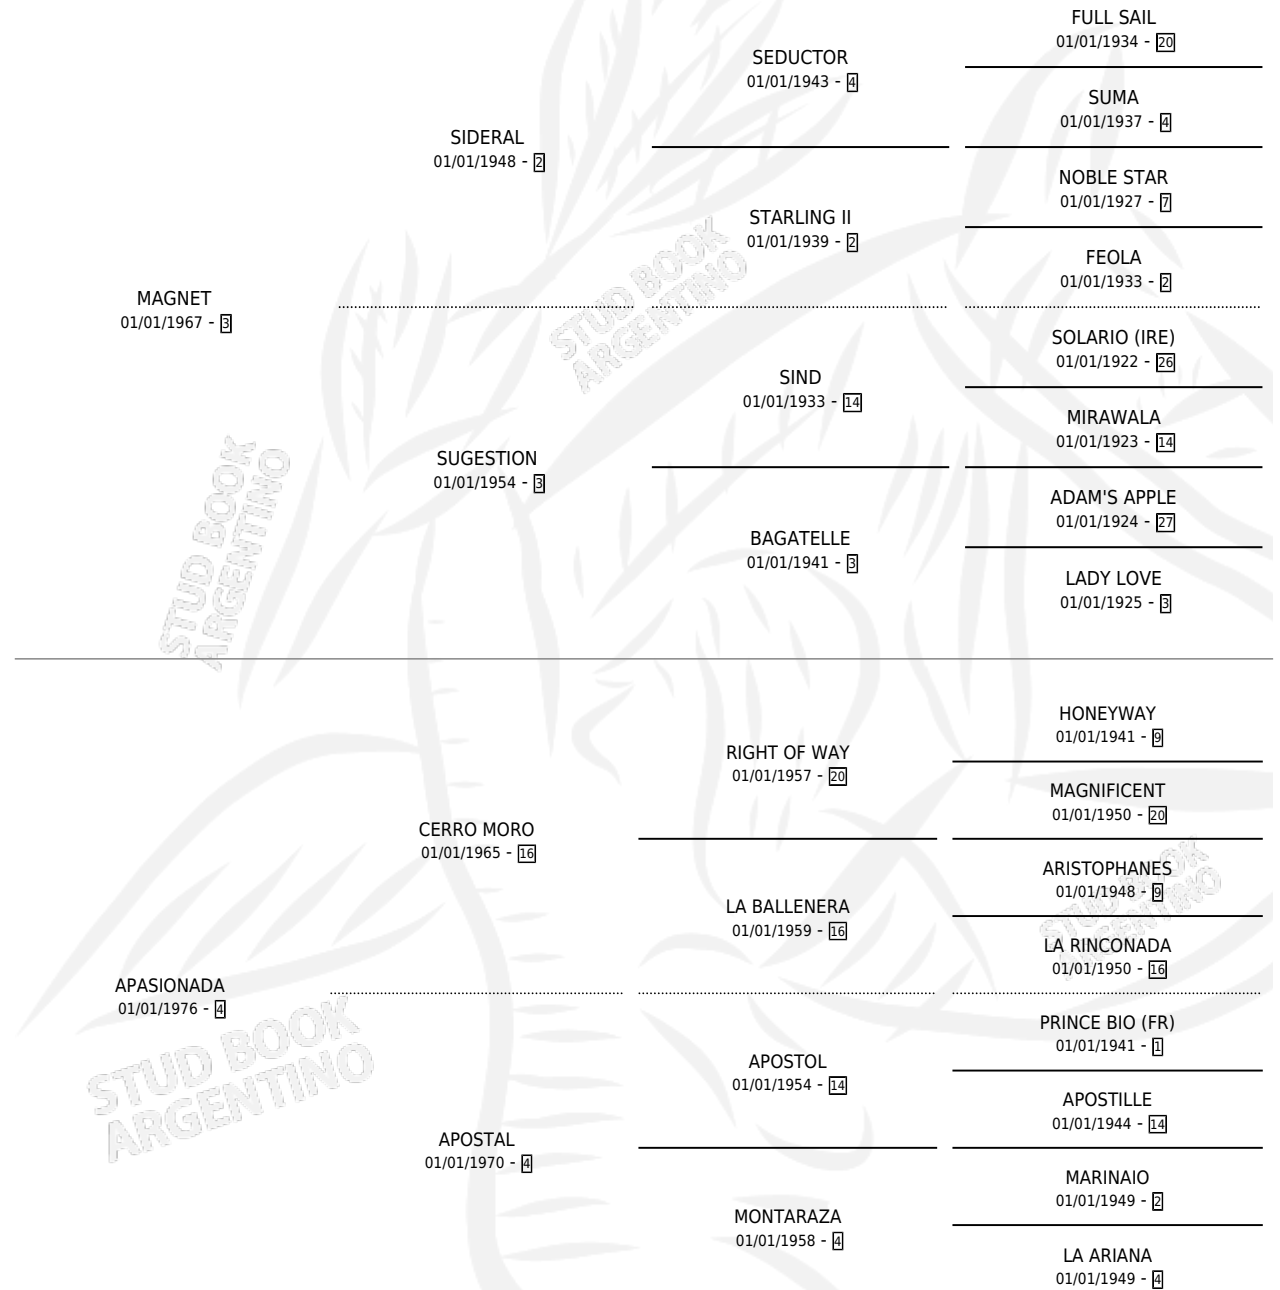 FULL SAIL
01/01/1934 - 20
SEDUCTOR
01/01/1943 - 4
SUMA
01/01/1937 - 4
SIDERAL
01/01/1948 - 2
NOBLE STAR
01/01/1927 - 7
STARLING II
01/01/1939 - 2
FEOLA
01/01/1933 - 2
MAGNET
01/01/1967 - 3
SOLARIO (IRE)
01/01/1922 - 26
SIND
01/01/1933 - 14
MIRAWALA
01/01/1923 - 14
SUGESTION
01/01/1954 - 3
ADAM'S APPLE
01/01/1924 - 27
BAGATELLE
01/01/1941 - 3
LADY LOVE
01/01/1925 - 3
HONEYWAY
01/01/1941 - 9
RIGHT OF WAY
01/01/1957 - 20
MAGNIFICENT
01/01/1950 - 20
CERRO MORO
01/01/1965 - 16
ARISTOPHANES
01/01/1948 - 9
LA BALLENERA
01/01/1959 - 16
LA RINCONADA
01/01/1950 - 16
APASIONADA
01/01/1976 - 4
PRINCE BIO (FR)
01/01/1941 - 1
APOSTOL
01/01/1954 - 14
APOSTILLE
01/01/1944 - 14
APOSTAL
01/01/1970 - 4
MARINAIO
01/01/1949 - 2
MONTARAZA
01/01/1958 - 4
LA ARIANA
01/01/1949 - 4
STUD BOOK
ARGENTINO
STUD BOOK
ARGENTINO
STUD BOOK
ARGENTINO
STUD BOOK
ARGENTINO